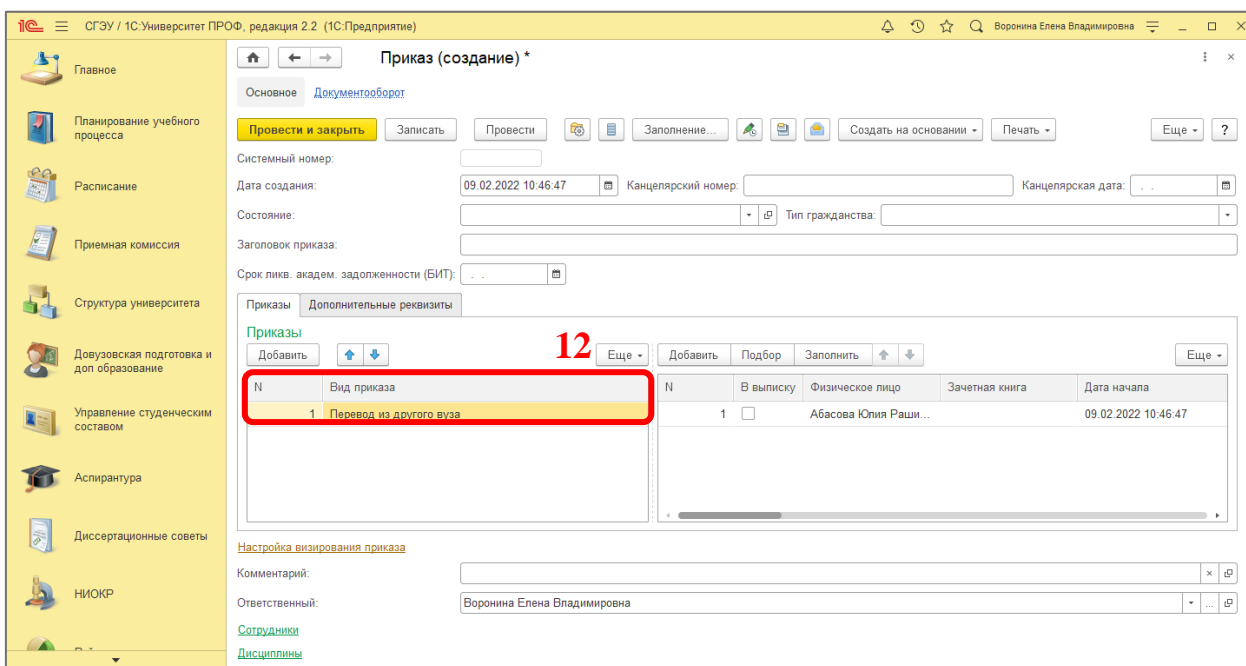 СГЭУ / 1С:Университет ПРОФ, редакция 2.2 (1С:Предприятие) Воронина Елена Владимировна
Главное
Планирование учебного процесса
Расписание
Приемная комиссия
Структура университета
Довузовская подготовка и доп образование
Управление студенческим составом
Аспирантура
Диссертационные советы
НИОКР
Приказ (создание) *
Основное Документооборот
Провести и закрыть Записать Провести Заполнение... Создать на основании Печать Еще ?
Системный номер:
Дата создания: 09.02.2022 10:46:47 Канцелярский номер: Канцелярская дата: . .
Состояние: Тип гражданства:
Заголовок приказа:
Срок ликв. академ. задолженности (БИТ): . .
Приказы Дополнительные реквизиты
Приказы
12
Добавить Еще Добавить Подбор Заполнить Еще
N Вид приказа N В выписку Физическое лицо Зачетная книга Дата начала
1 Перевод из другого вуза 1 Абасова Юлия Раши... 09.02.2022 10:46:47
Настройка визирования приказа
Комментарий:
Ответственный: Воронина Елена Владимировна
Сотрудники
Дисциплины